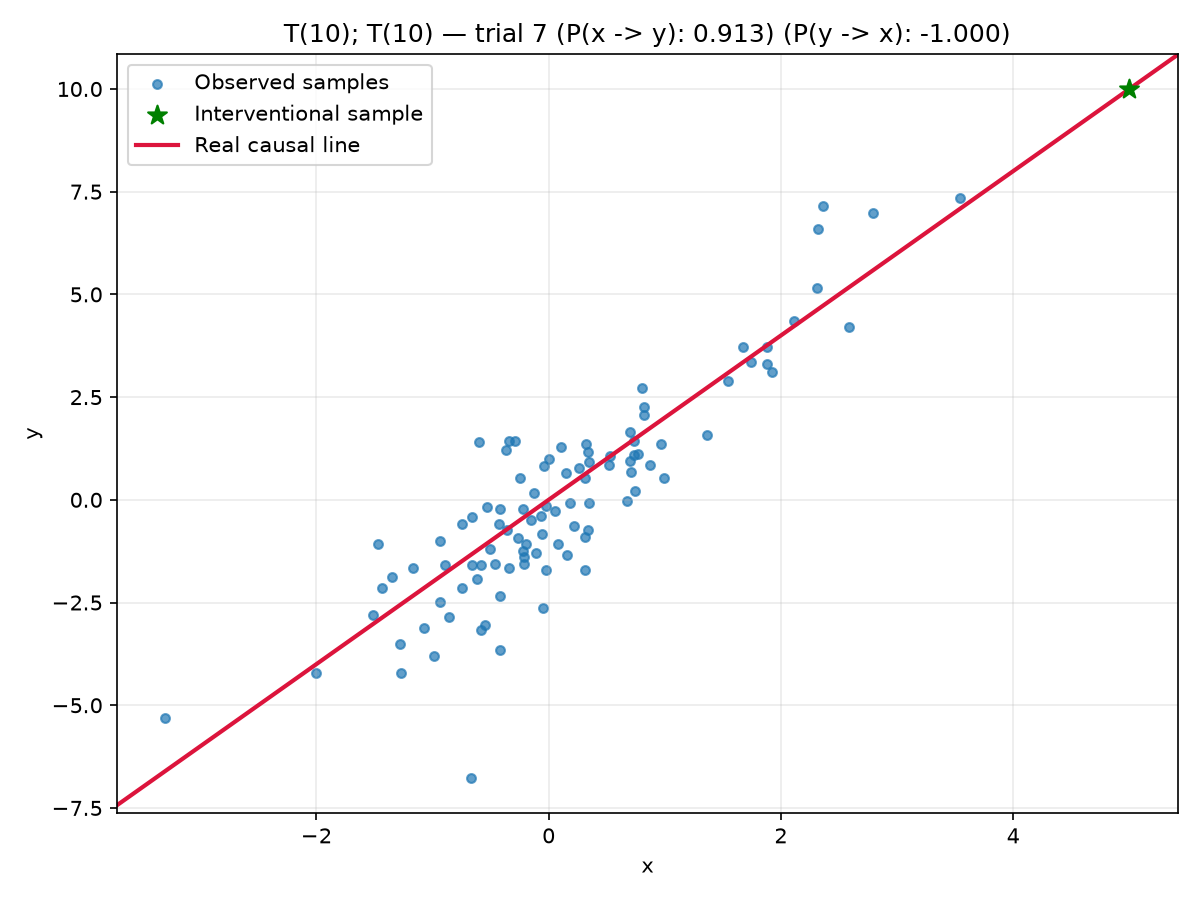 T(10); T(10) — trial 7 (P(x -> y): 0.913) (P(y -> x): -1.000)
Observed samples
Interventional sample
Real causal line
10.0
7.5
5.0
2.5
0.0
−2.5
−5.0
−7.5
y
−2
0
2
4
x